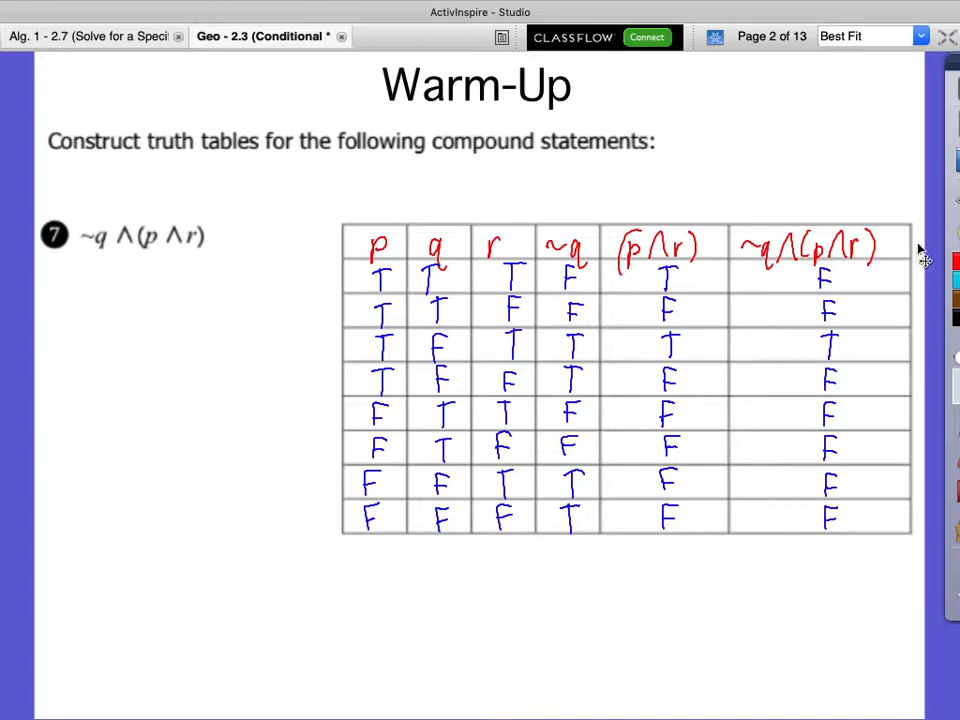 ActivInspire - Studio
Alg. 1 - 2.7 (Solve for a Specif
Geo - 2.3 (Conditional *
CLASSFLOW Connect
Page 2 of 13
Best Fit
Warm-Up
Construct truth tables for the following compound statements:
7 ~q ∧(p ∧r)
p q r ~q (p∧r) ~q∧(p∧r)
T T T F T F
T T F F F F
T F T T T T
T F F T F F
F T T F F F
F T F F F F
F F T T F F
F F F T F F